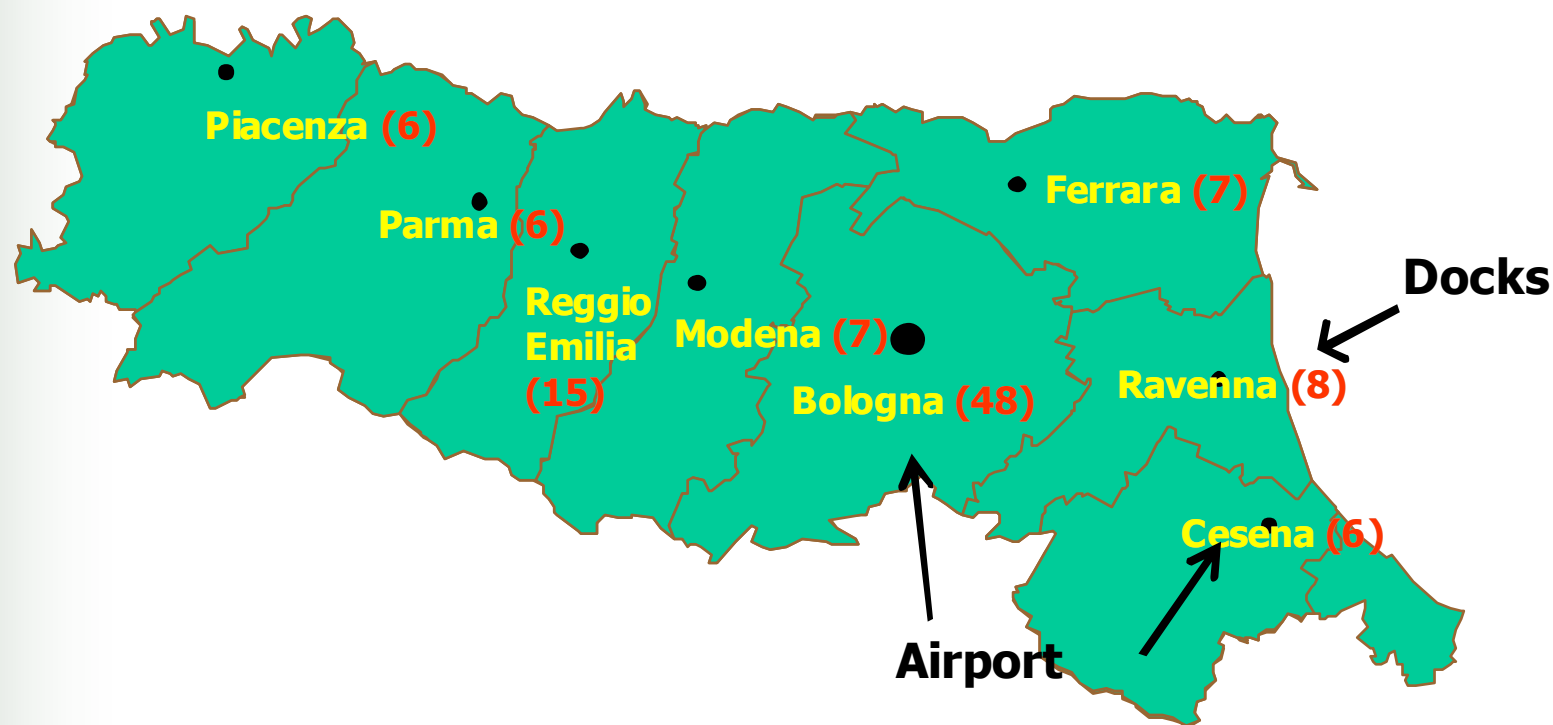 Piacenza (6)
Parma (6)
Ferrara (7)
Docks
Reggio
Emilia
(15)
Modena (7)
Ravenna (8)
Bologna (48)
Cesena (6)
Airport